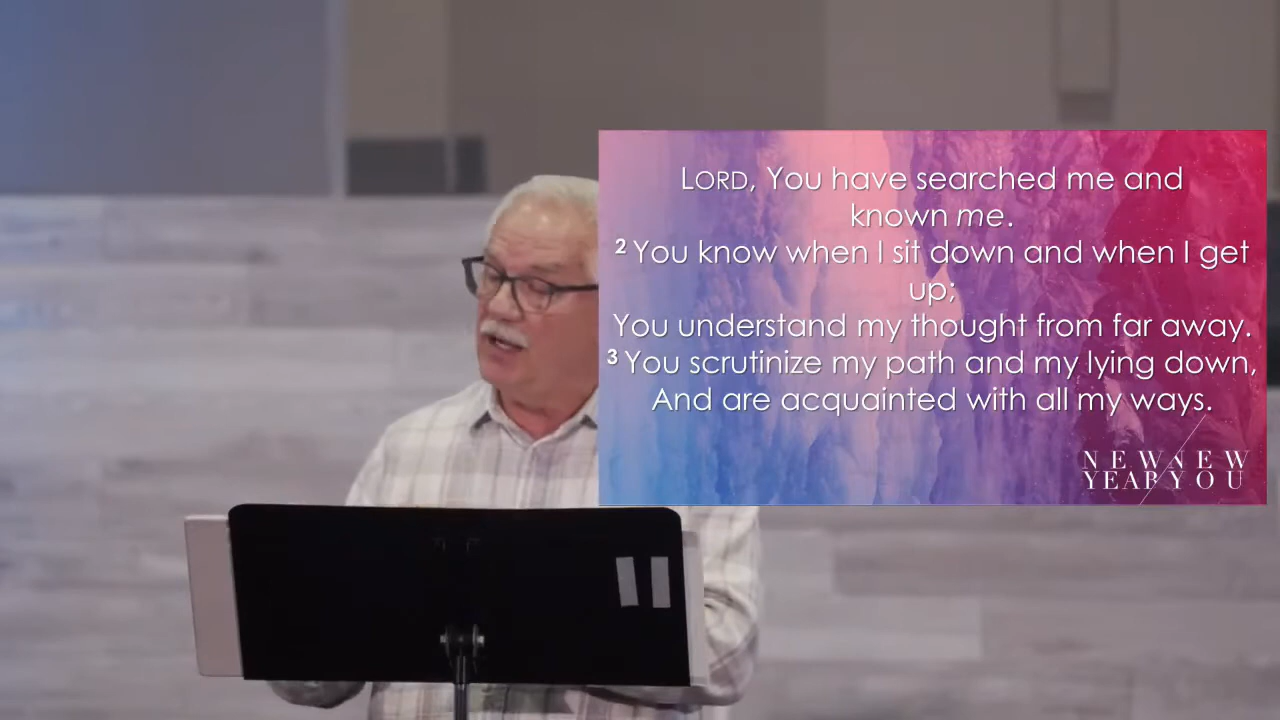 LORD, You have searched me and
known me.
2 You know when I sit down and when I get
up;
You understand my thought from far away.
3 You scrutinize my path and my lying down,
And are acquainted with all my ways.
NEW NEW
YEAR YOU